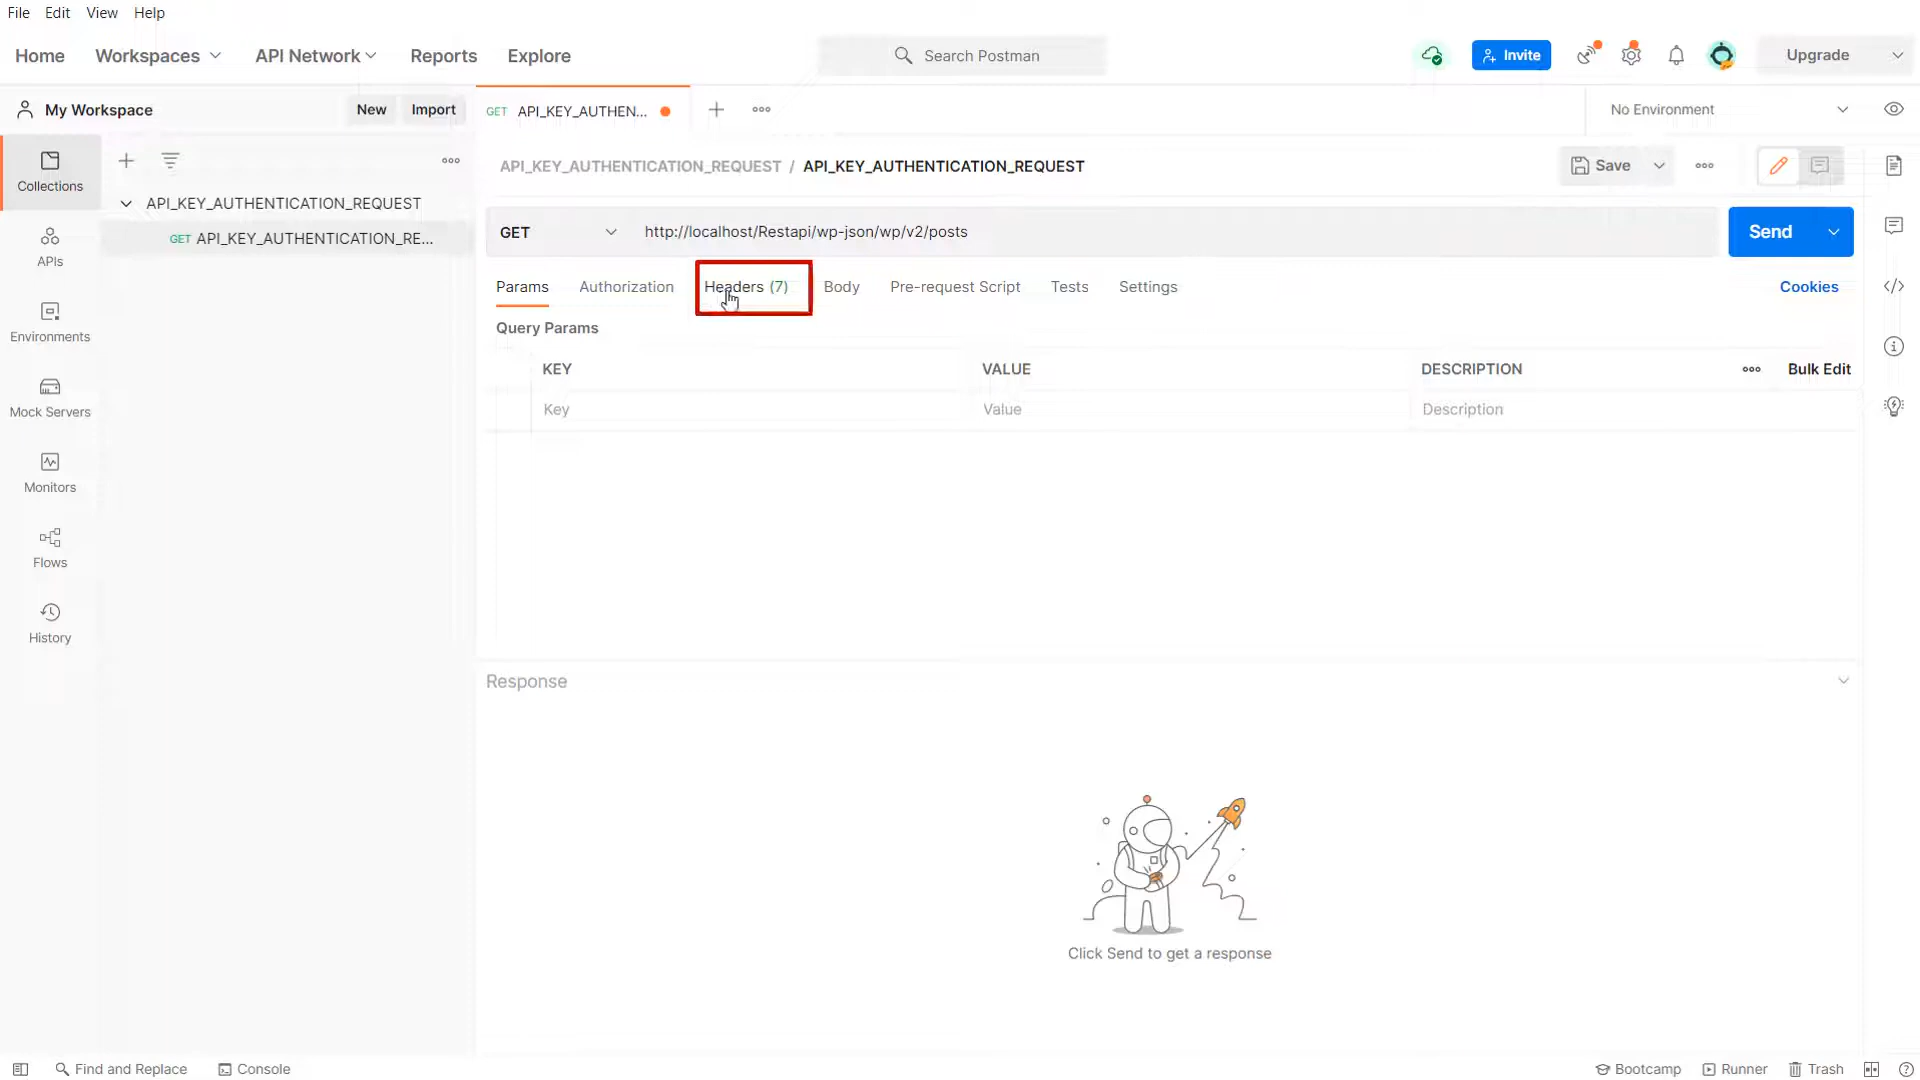 File Edit View Help
Home Workspaces API Network Reports Explore Search Postman Invite Upgrade
My Workspace New Import GET API_KEY_AUTHEN... No Environment
Collections
API_KEY_AUTHENTICATION_REQUEST / API_KEY_AUTHENTICATION_REQUEST Save
API_KEY_AUTHENTICATION_REQUEST
GET API_KEY_AUTHENTICATION_RE...
GET http://localhost/Restapi/wp-json/wp/v2/posts Send
APIs
Params Authorization Headers (7) Body Pre-request Script Tests Settings Cookies
Query Params
Environments
KEY VALUE DESCRIPTION Bulk Edit
Key Value Description
Mock Servers
Monitors
Flows
History
Response
Click Send to get a response
Find and Replace Console Bootcamp Runner Trash